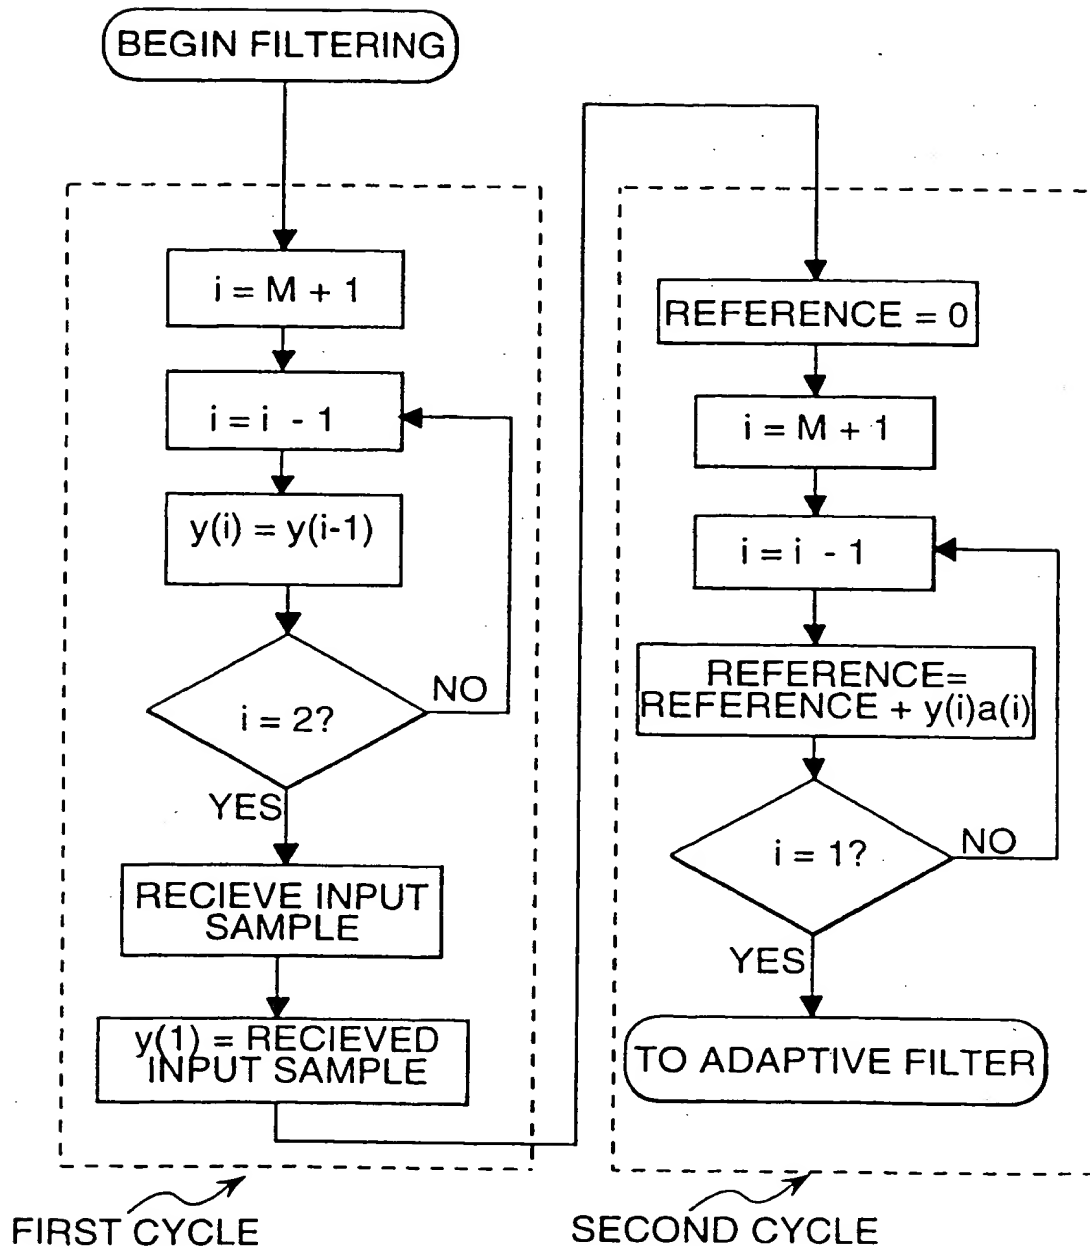 BEGIN FILTERING
i = M + 1
i = i - 1
y(i) = y(i-1)
i = 2?
NO
YES
RECIEVE INPUT
SAMPLE
y(1) = RECIEVED
INPUT SAMPLE
FIRST CYCLE
REFERENCE = 0
i = M + 1
i = i - 1
REFERENCE=
REFERENCE + y(i)a(i)
i = 1?
NO
YES
TO ADAPTIVE FILTER
SECOND CYCLE